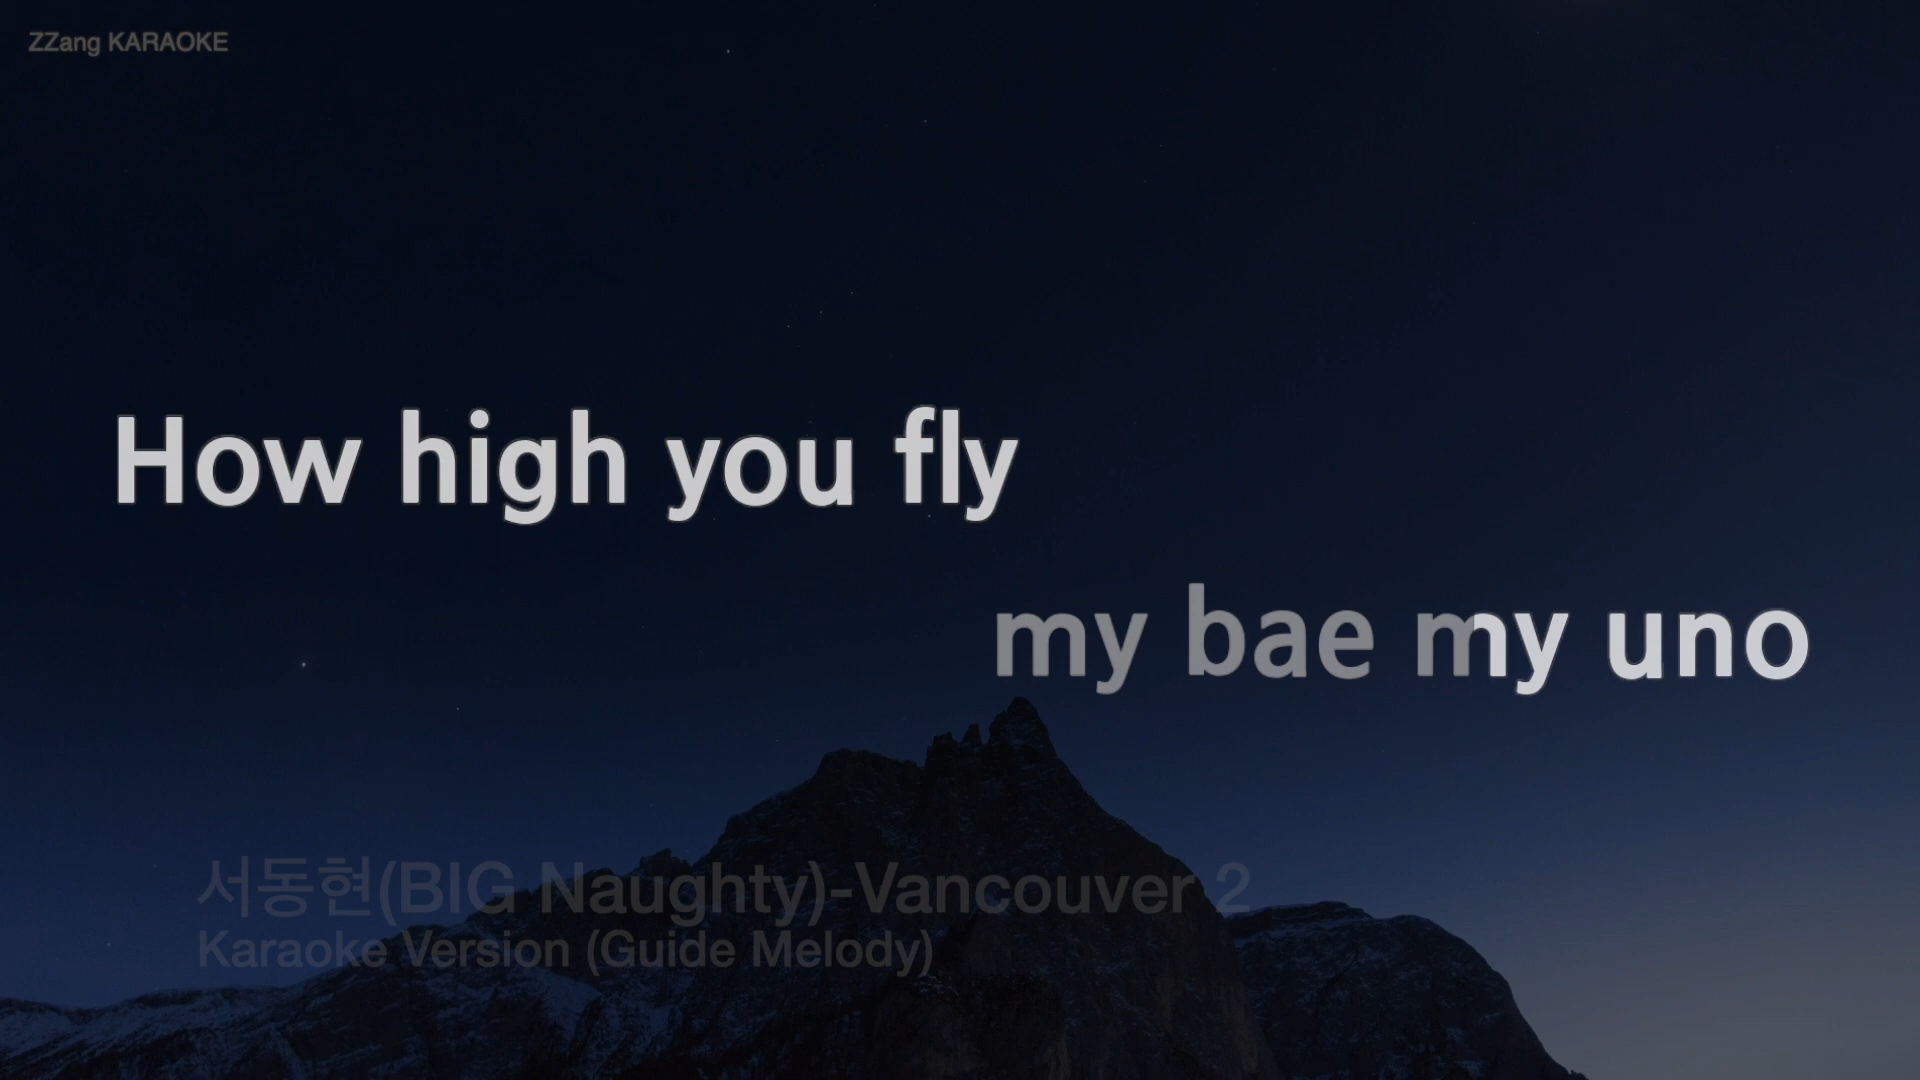 ZZang KARAOKE
How high you fly
my bae my uno
서동현(BIG Naughty)-Vancouver 2
Karaoke Version (Guide Melody)